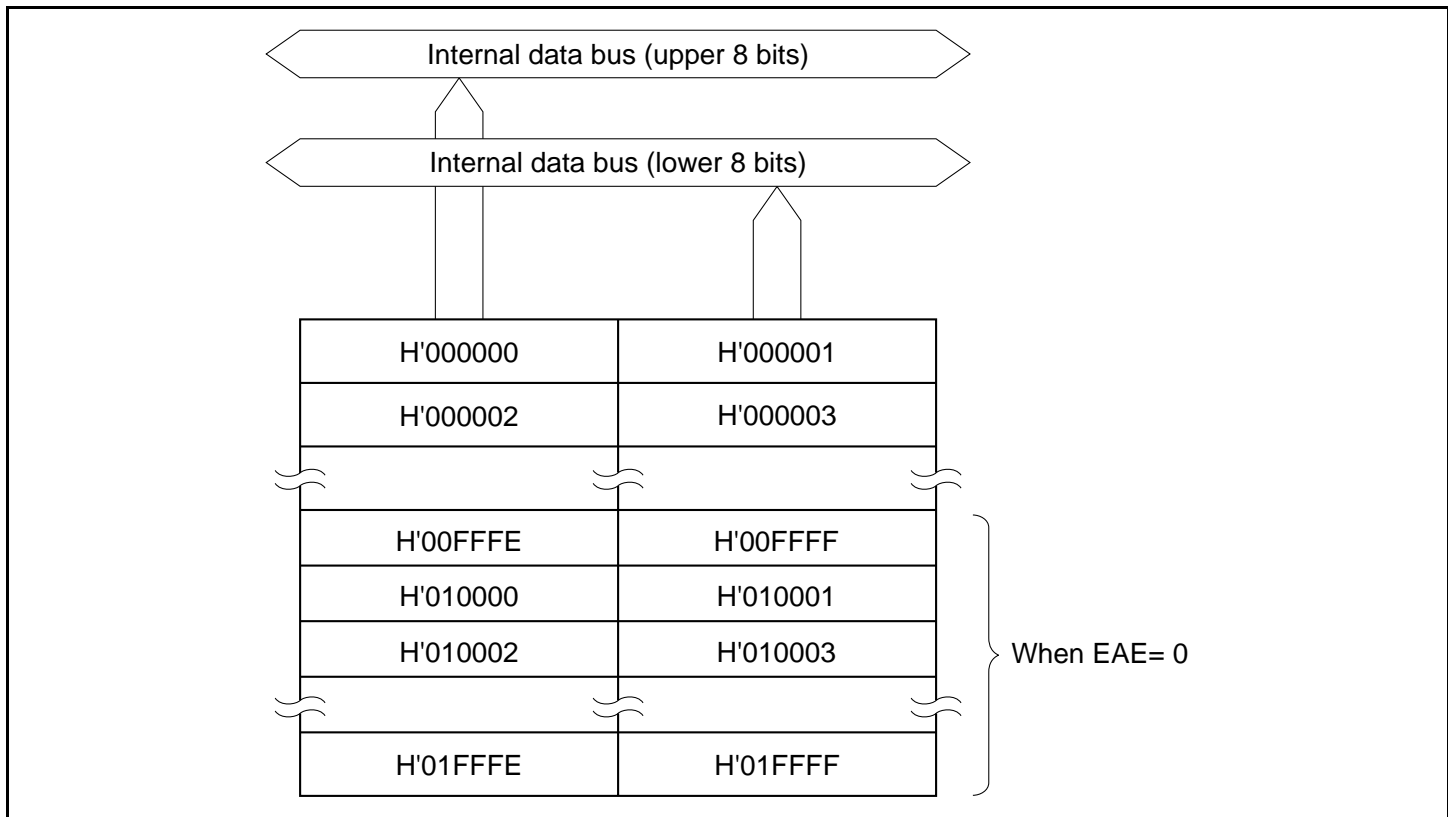 Internal data bus (upper 8 bits)
Internal data bus (lower 8 bits)
H'000000 H'000001
H'000002 H'000003
H'00FFFE H'00FFFF
H'010000 H'010001
H'010002 H'010003
When EAE= 0
H'01FFFE H'01FFFF